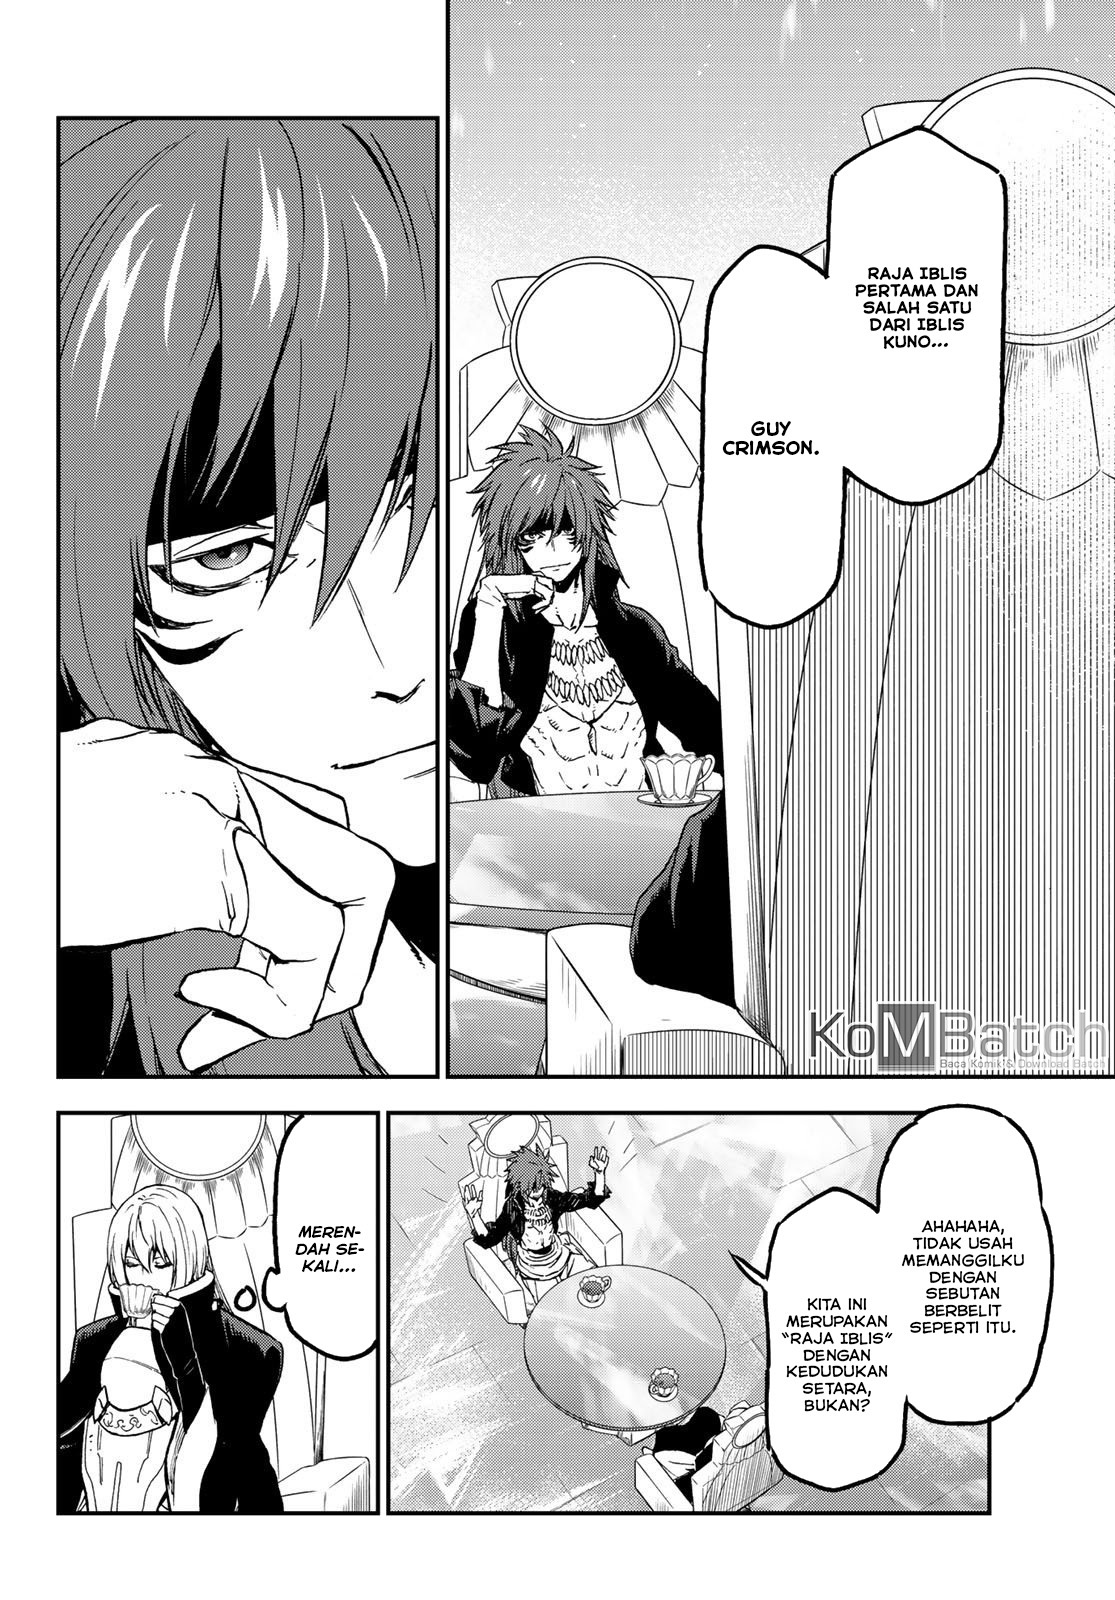 RAJA IBLIS
PERTAMA DAN
SALAH SATU
DARI IBLIS
KUNO...
GUY
CRIMSON.
KoMBatch
Baca Komik & Download Batch
AHAHAHA,
TIDAK USAH
MEMANGGILKU
DENGAN
SEBUTAN
BERBELIT
SEPERTI ITU.
KITA INI
MERUPAKAN
"RAJA IBLIS"
DENGAN
KEDUDUKAN
SETARA,
BUKAN?
MEREN-
DAH SE-
KALI...